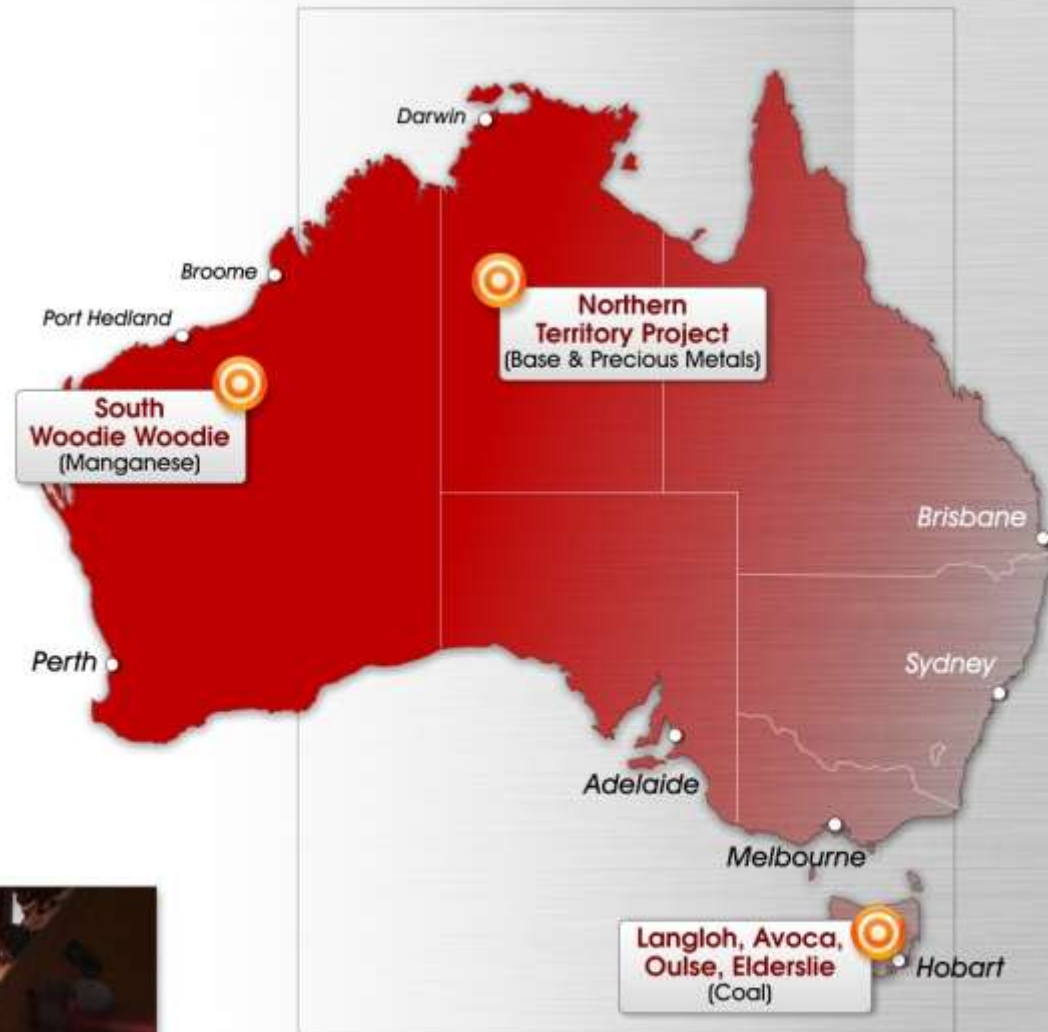 Darwin
Broome
Port Hedland
Northern
Territory Project
(Base & Precious Metals)
South
Woodie Woodie
(Manganese)
Brisbane
Perth
Sydney
Adelaide
Melbourne
Langloh, Avoca,
Oulse, Elderslie
(Coal)
Hobart